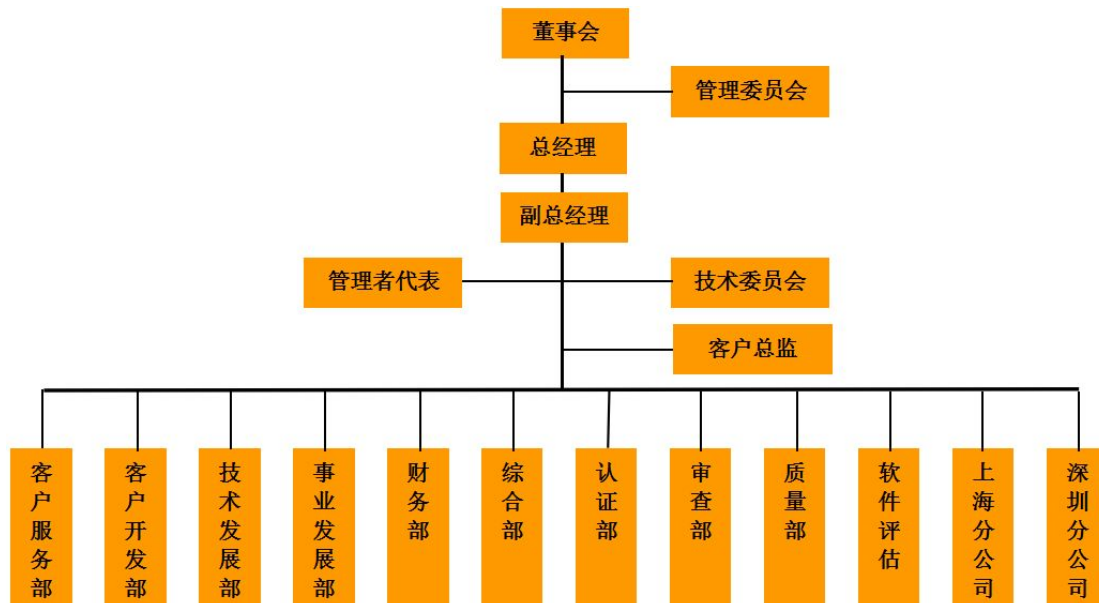 董事会
管理委员会
总经理
副总经理
管理者代表
技术委员会
客户总监
客户服务部
客户开发部
技术发展部
事业发展部
财务部
综合部
认证部
审查部
质量部
软件评估
上海分公司
深圳分公司